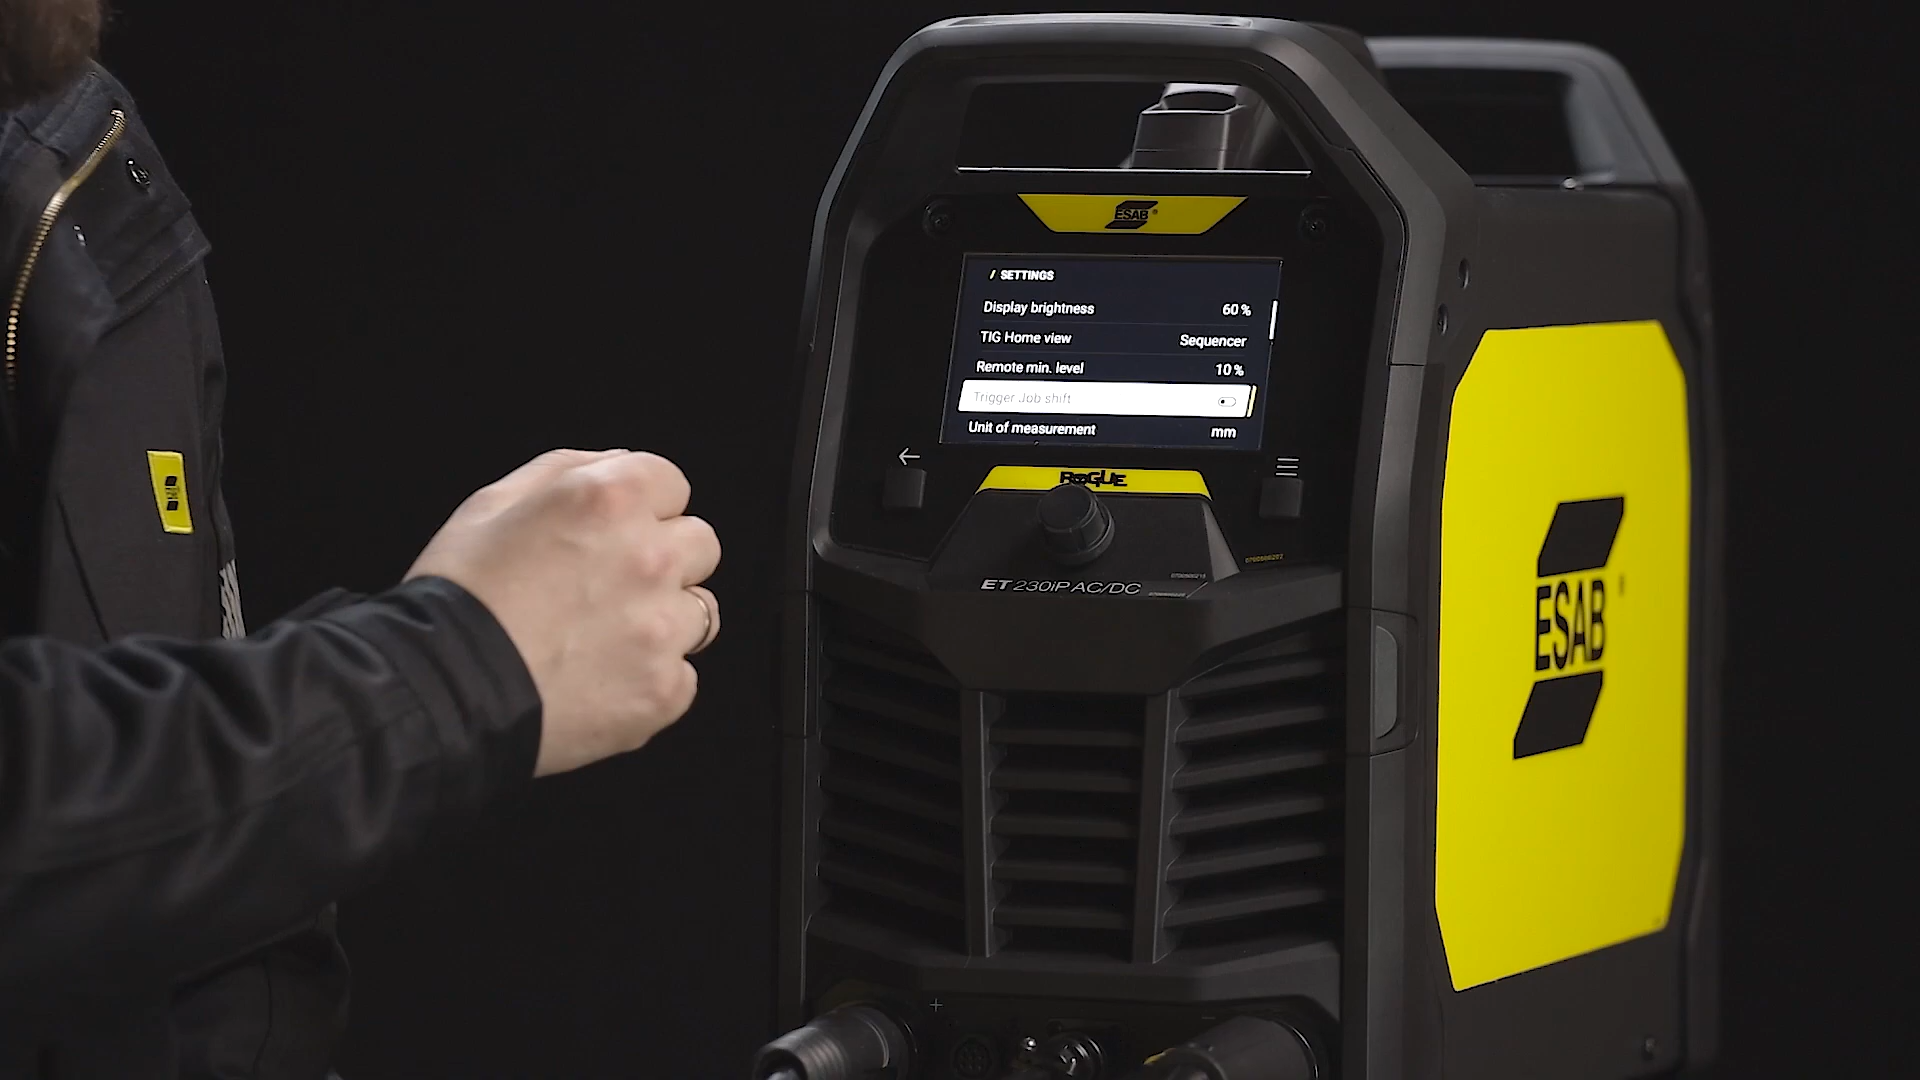 ESAB
/ SETTINGS
Display brightness 60 %
TIG Home view Sequencer
Remote min. level 10 %
Trigger Job shift
Unit of measurement mm
ROGUE
ET 230iP AC/DC
ESAB